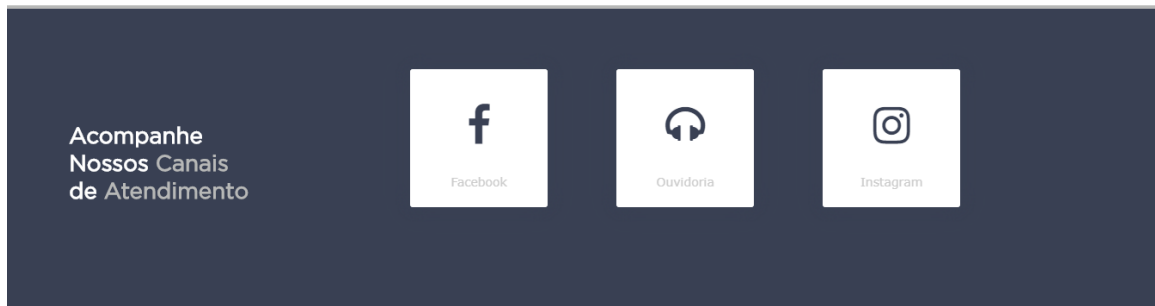 Acompanhe
Nossos Canais
de Atendimento
Facebook
Ouvidoria
Instagram